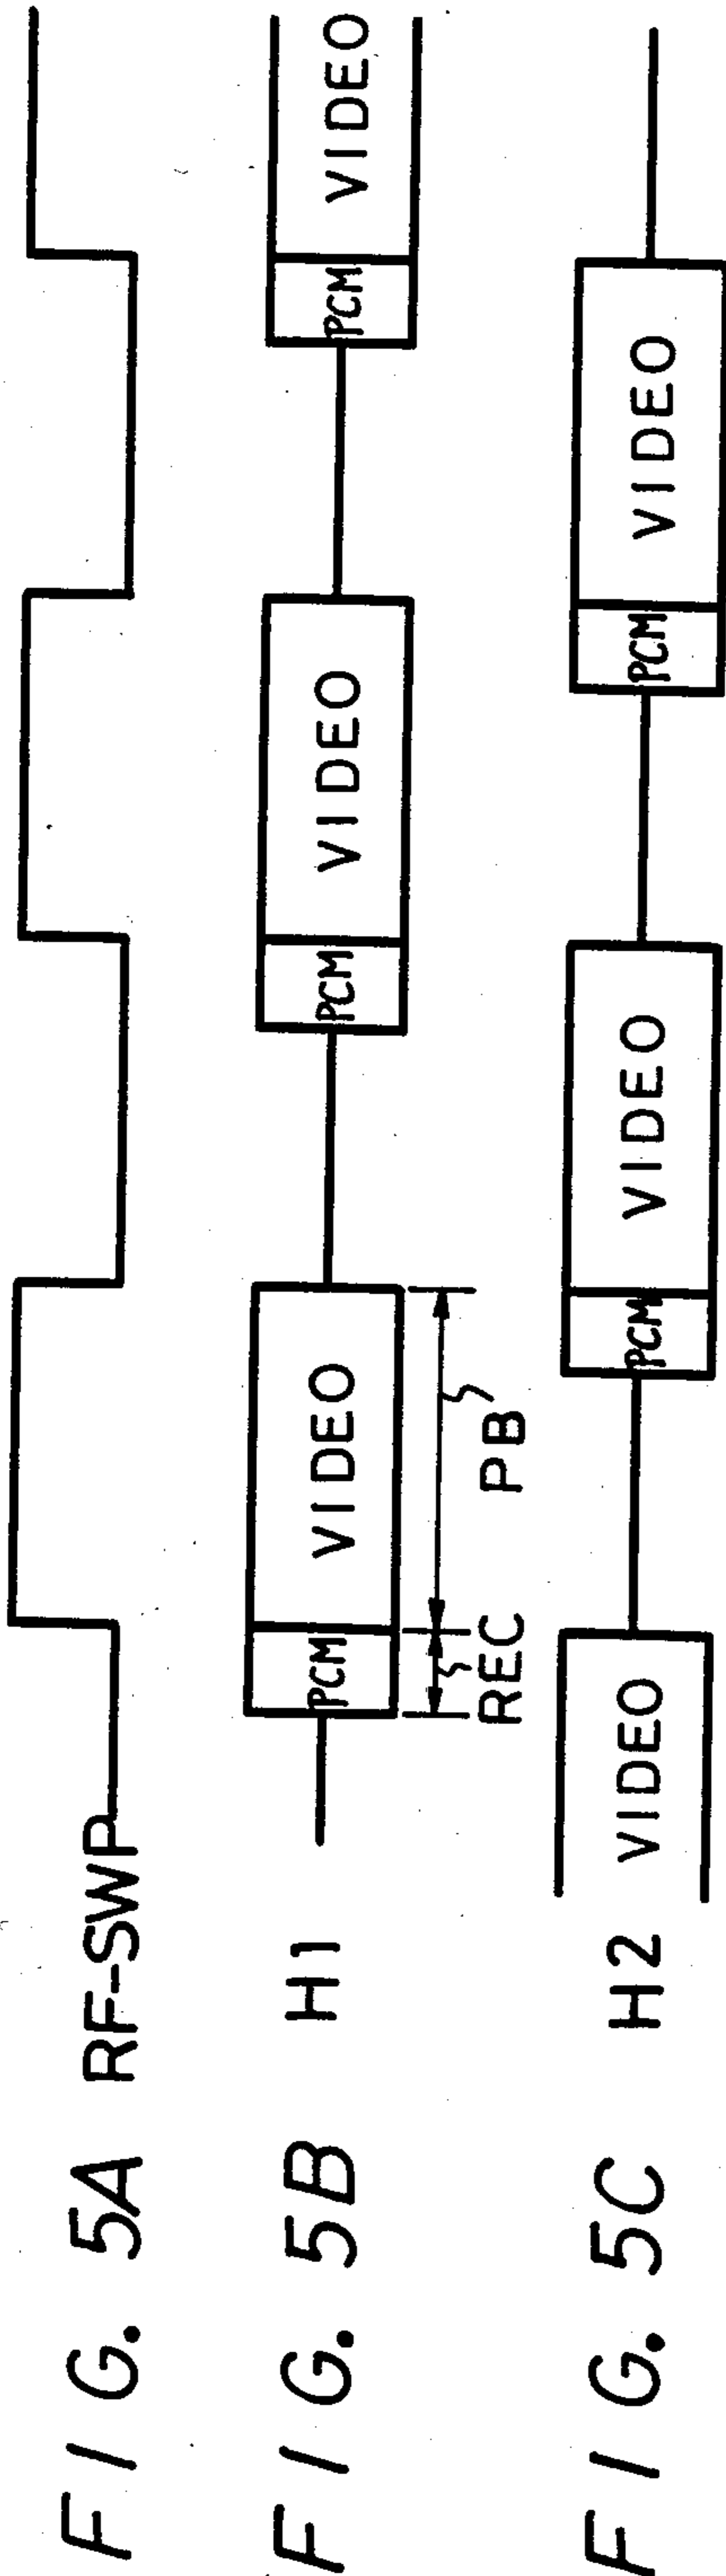 FIG. 5A RF-SWP
FIG. 5B H1 PCM VIDEO PCM VIDEO PCM VIDEO
REC PB
FIG. 5C H2 VIDEO PCM VIDEO PCM VIDEO